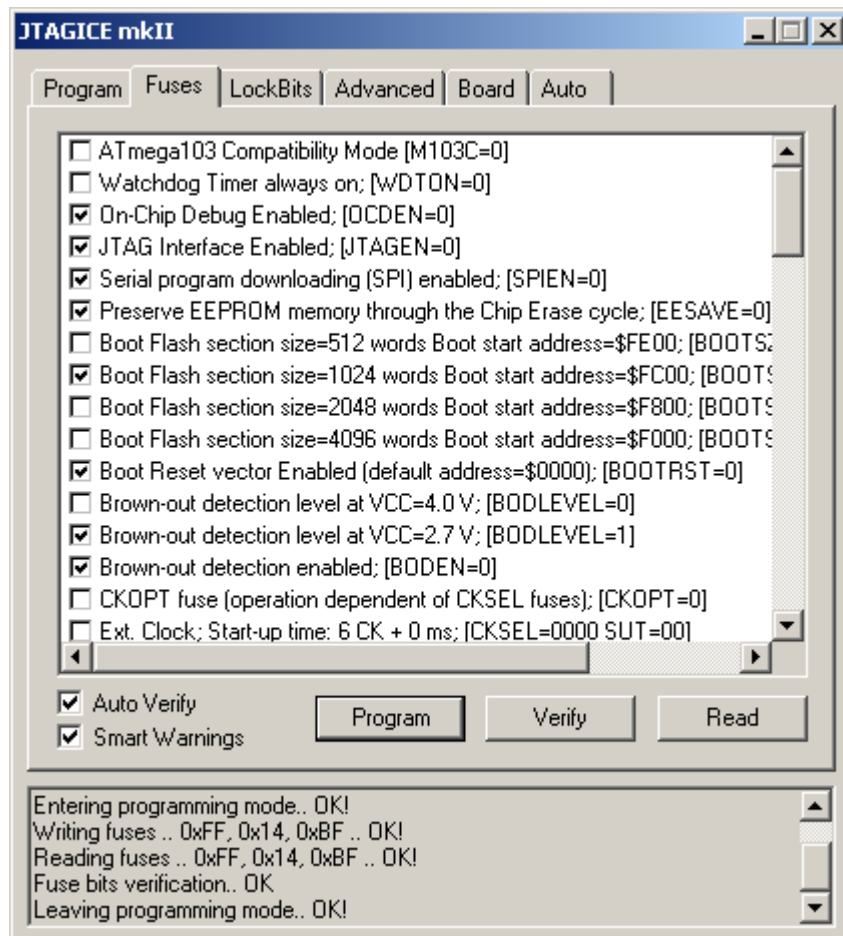 JTAGICE mkII
Program Fuses LockBits Advanced Board Auto
ATmega103 Compatibility Mode [M103C=0]
Watchdog Timer always on; [WDTON=0]
On-Chip Debug Enabled; [OCDEN=0]
JTAG Interface Enabled; [JTAGEN=0]
Serial program downloading (SPI) enabled; [SPIEN=0]
Preserve EEPROM memory through the Chip Erase cycle; [EESAVE=0]
Boot Flash section size=512 words Boot start address=$FE00; [BOOTSZ
Boot Flash section size=1024 words Boot start address=$FC00; [BOOTS
Boot Flash section size=2048 words Boot start address=$F800; [BOOTS
Boot Flash section size=4096 words Boot start address=$F000; [BOOTS
Boot Reset vector Enabled (default address=$0000); [BOOTRST=0]
Brown-out detection level at VCC=4.0 V; [BODLEVEL=0]
Brown-out detection level at VCC=2.7 V; [BODLEVEL=1]
Brown-out detection enabled; [BODEN=0]
CKOPT fuse (operation dependent of CKSEL fuses); [CKOPT=0]
Ext. Clock; Start-up time: 6 CK + 0 ms; [CKSEL=0000 SUT=00]
Auto Verify
Smart Warnings
Program Verify Read
Entering programming mode.. OK!
Writing fuses .. 0xFF, 0x14, 0xBF .. OK!
Reading fuses .. 0xFF, 0x14, 0xBF .. OK!
Fuse bits verification.. OK
Leaving programming mode.. OK!